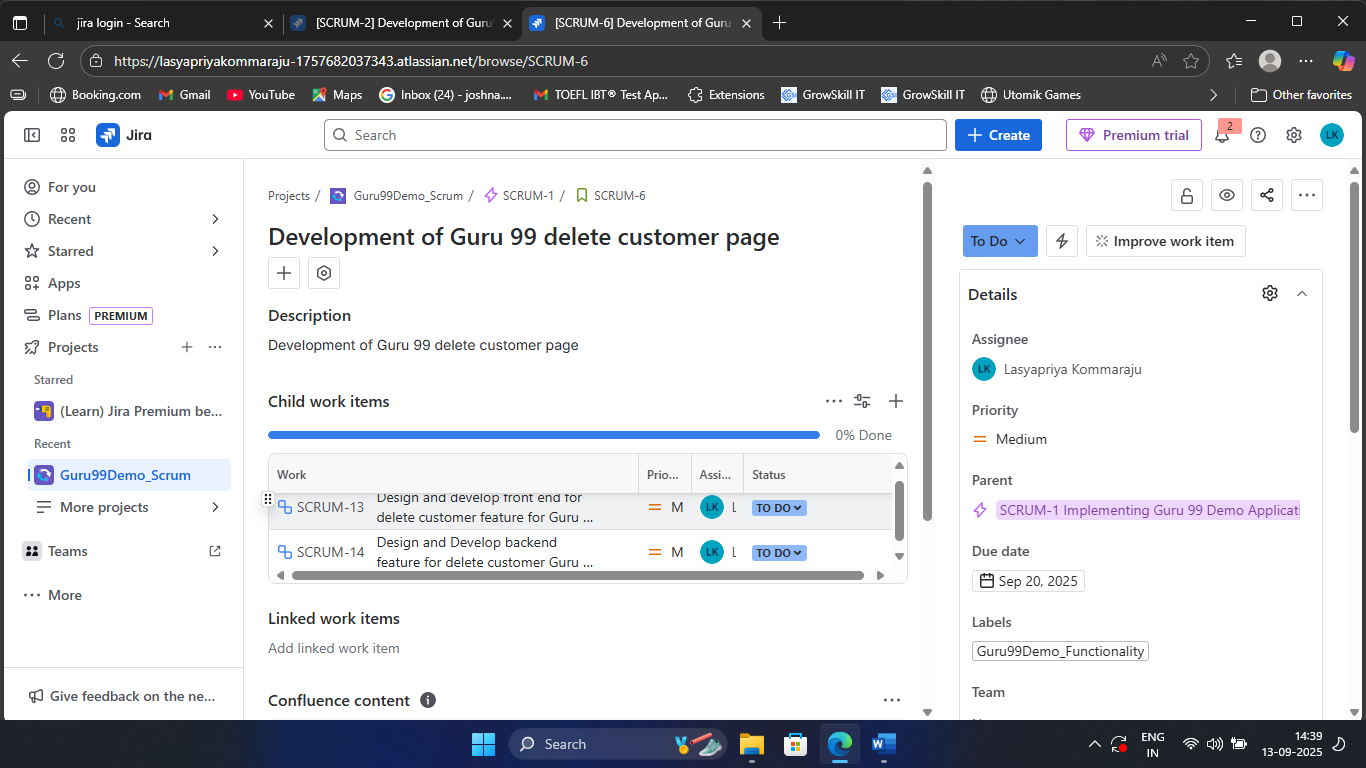 jira login - Search
[SCRUM-2] Development of Guru
[SCRUM-6] Development of Guru
https://lasyapriyakommaraju-1757682037343.atlassian.net/browse/SCRUM-6
Booking.com
Gmail
YouTube
Maps
Inbox (24) - joshna....
TOEFL IBT® Test Ap...
Extensions
GrowSkill IT
GrowSkill IT
Utomik Games
Other favorites
Jira
Search
Create
Premium trial
2
LK
For you
Recent
Starred
Apps
Plans PREMIUM
Projects
Starred
(Learn) Jira Premium be...
Recent
Guru99Demo_Scrum
More projects
Teams
More
Give feedback on the ne...
Projects / Guru99Demo_Scrum / SCRUM-1 / SCRUM-6
Development of Guru 99 delete customer page
Description
Development of Guru 99 delete customer page
Child work items
0% Done
Work Prio... Assi... Status
SCRUM-13 Design and develop front end for
delete customer feature for Guru ...
M LK L TO DO
SCRUM-14 Design and Develop backend
feature for delete customer Guru ...
M LK L TO DO
Linked work items
Add linked work item
Confluence content
To Do
Improve work item
Details
Assignee
LK Lasyapriya Kommaraju
Priority
Medium
Parent
SCRUM-1 Implementing Guru 99 Demo Applicati
Due date
Sep 20, 2025
Labels
Guru99Demo_Functionality
Team
Search
ENG
IN
14:39
13-09-2025